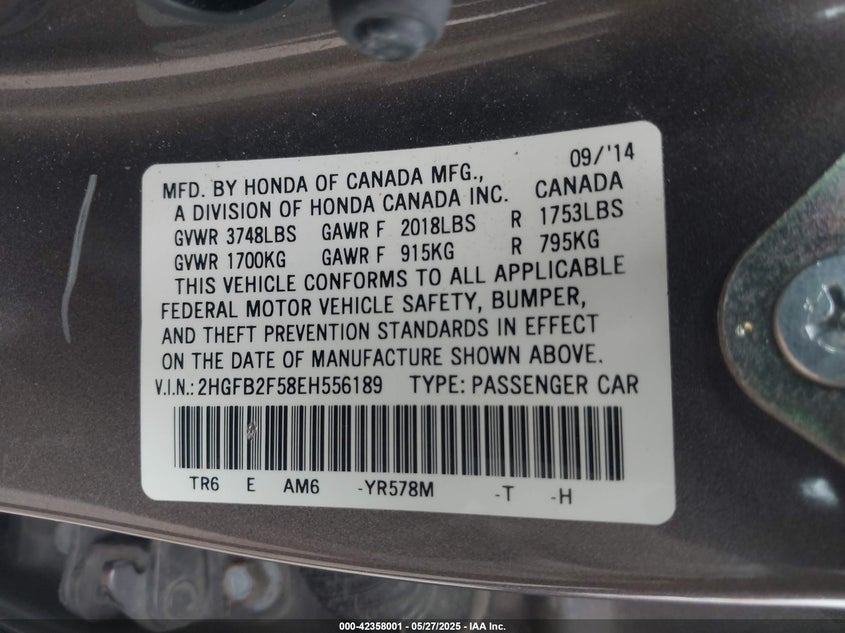 09/'14
MFD. BY HONDA OF CANADA MFG.,
A DIVISION OF HONDA CANADA INC. CANADA
GVWR 3748LBS GAWR F 2018LBS R 1753LBS
GVWR 1700KG GAWR F 915KG R 795KG
THIS VEHICLE CONFORMS TO ALL APPLICABLE
FEDERAL MOTOR VEHICLE SAFETY, BUMPER,
AND THEFT PREVENTION STANDARDS IN EFFECT
ON THE DATE OF MANUFACTURE SHOWN ABOVE.
V.I.N.: 2HGFB2F58EH556189 TYPE: PASSENGER CAR
TR6 E AM6 -YR578M -T -H
000-42358001 - 05/27/2025 - IAA Inc.